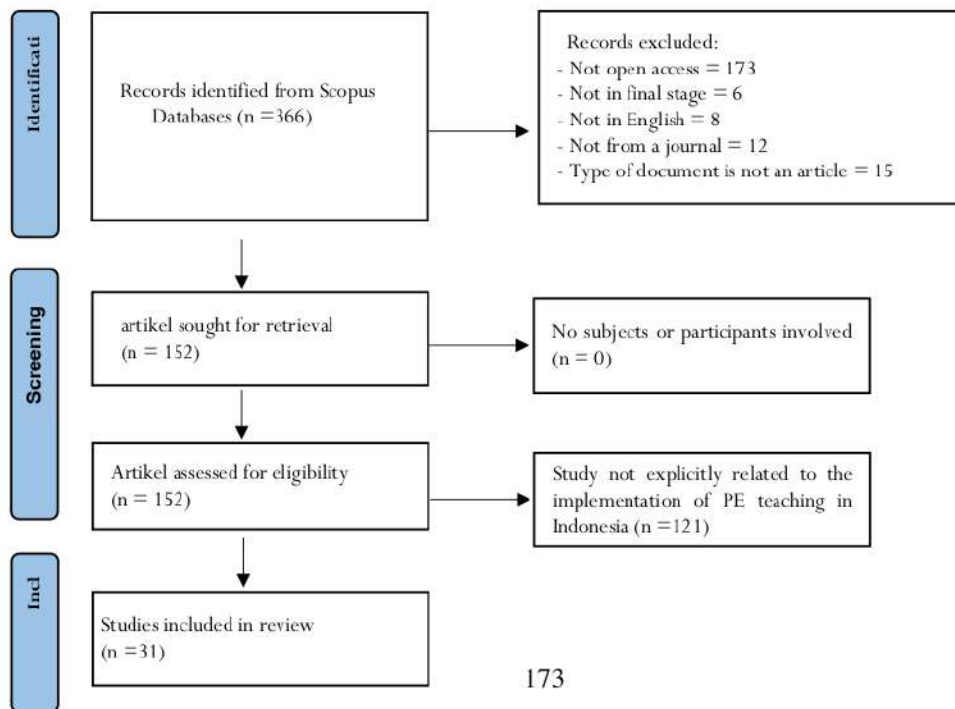 Identificati
Records identified from Scopus
Databases (n =366)
Records excluded:
- Not open access = 173
- Not in final stage = 6
- Not in English = 8
- Not from a journal = 12
- Type of document is not an article = 15
Screening
artikel sought for retrieval
(n = 152)
No subjects or participants involved
(n = 0)
Artikel assessed for eligibility
(n = 152)
Study not explicitly related to the
implementation of PE teaching in
Indonesia (n =121)
Incl
Studies included in review
(n =31)
173